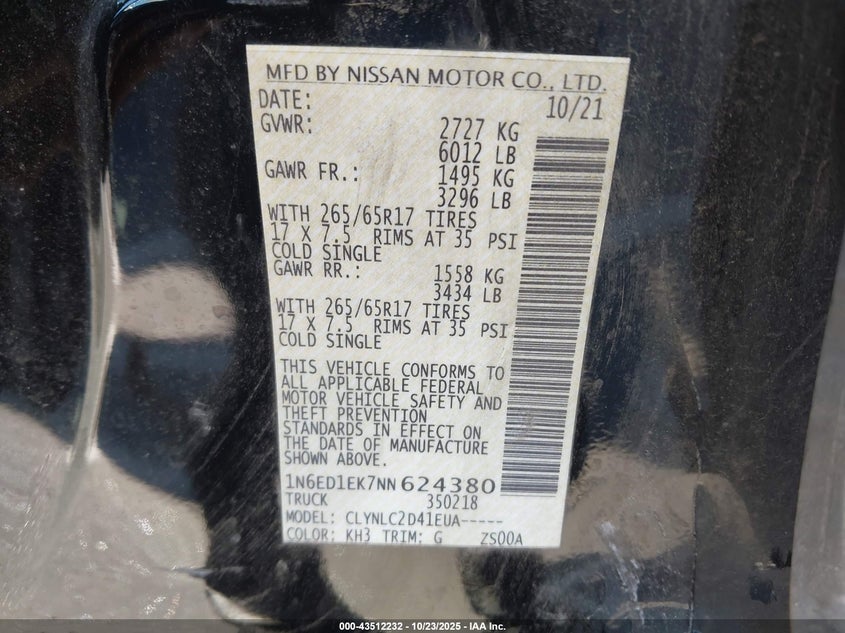 MFD BY NISSAN MOTOR CO., LTD.
DATE: 10/21
GVWR: 2727 KG
6012 LB
GAWR FR.: 1495 KG
3296 LB
WITH 265/65R17 TIRES
17 X 7.5 RIMS AT 35 PSI
COLD SINGLE
GAWR RR.: 1558 KG
3434 LB
WITH 265/65R17 TIRES
17 X 7.5 RIMS AT 35 PSI
COLD SINGLE
THIS VEHICLE CONFORMS TO
ALL APPLICABLE FEDERAL
MOTOR VEHICLE SAFETY AND
THEFT PREVENTION
STANDARDS IN EFFECT ON
THE DATE OF MANUFACTURE
SHOWN ABOVE.
1N6ED1EK7NN624380
TRUCK 350218
MODEL: CLYNLC2D41EUA-----
COLOR: KH3 TRIM: G ZS00A
000-43512232 - 10/23/2025 - IAA Inc. Copyright